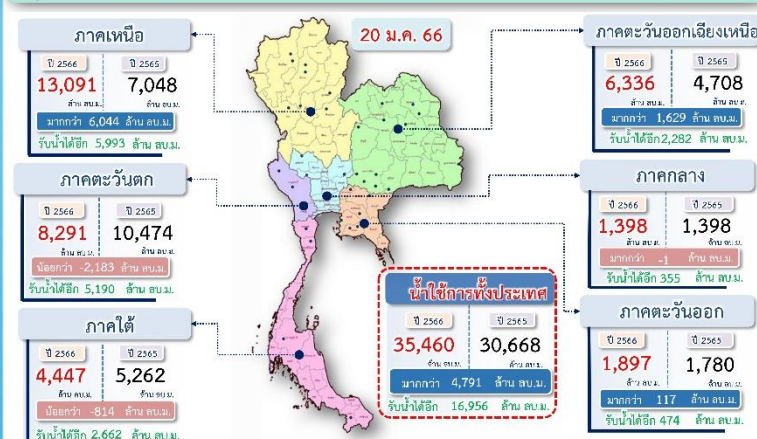 20 ม.ค. 66
ภาคเหนือ
ปี 2566 ปี 2565
13,091 7,048
ล้าน ลบ.ม. ล้าน ลบ.ม.
มากกว่า 6,044 ล้าน ลบ.ม.
รับน้ำได้อีก 5,993 ล้าน ลบ.ม.
ภาคตะวันตก
ปี 2566 ปี 2565
8,291 10,474
ล้าน ลบ.ม. ล้าน ลบ.ม.
น้อยกว่า -2,183 ล้าน ลบ.ม.
รับน้ำได้อีก 5,190 ล้าน ลบ.ม.
ภาคใต้
ปี 2566 ปี 2565
4,447 5,262
ล้าน ลบ.ม. ล้าน ลบ.ม.
น้อยกว่า -814 ล้าน ลบ.ม.
รับน้ำได้อีก 2,662 ล้าน ลบ.ม.
น้ำใช้การทั้งประเทศ
ปี 2566 ปี 2565
35,460 30,668
ล้าน ลบ.ม. ล้าน ลบ.ม.
มากกว่า 4,791 ล้าน ลบ.ม.
รับน้ำได้อีก 16,956 ล้าน ลบ.ม.
ภาคตะวันออกเฉียงเหนือ
ปี 2566 ปี 2565
6,336 4,708
ล้าน ลบ.ม. ล้าน ลบ.ม.
มากกว่า 1,629 ล้าน ลบ.ม.
รับน้ำได้อีก2,282 ล้าน ลบ.ม.
ภาคกลาง
ปี 2566 ปี 2565
1,398 1,398
ล้าน ลบ.ม. ล้าน ลบ.ม.
มากกว่า -1 ล้าน ลบ.ม.
รับน้ำได้อีก 355 ล้าน ลบ.ม.
ภาคตะวันออก
ปี 2566 ปี 2565
1,897 1,780
ล้าน ลบ.ม. ล้าน ลบ.ม.
มากกว่า 117 ล้าน ลบ.ม.
รับน้ำได้อีก 474 ล้าน ลบ.ม.